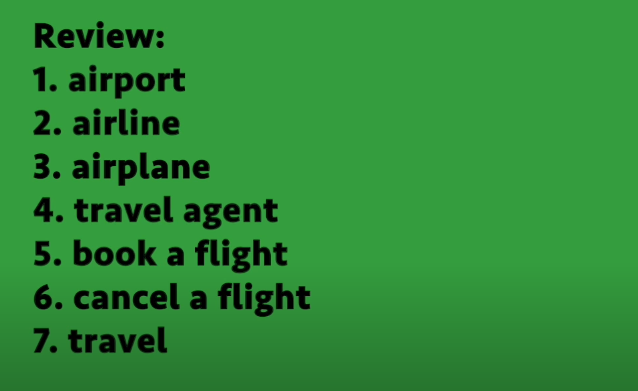 Review:
1. airport
2. airline
3. airplane
4. travel agent
5. book a flight
6. cancel a flight
7. travel